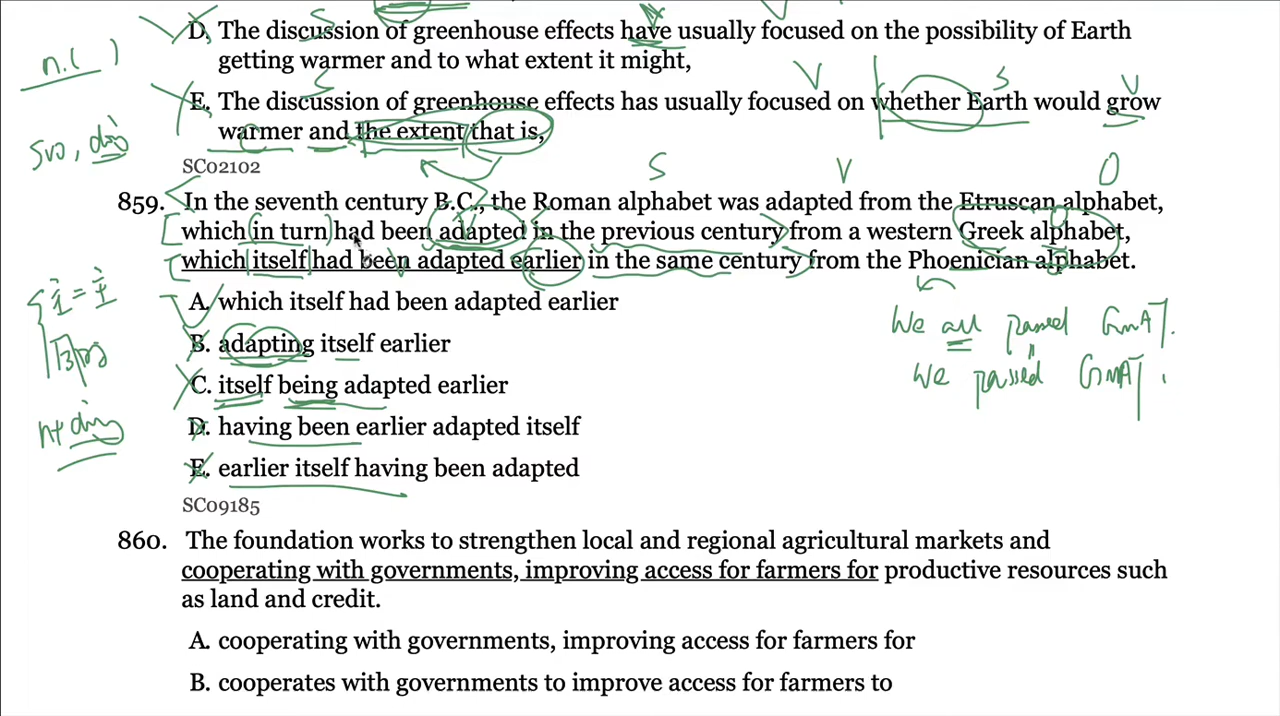 D. The discussion of greenhouse effects have usually focused on the possibility of Earth
getting warmer and to what extent it might,
n. ( )
V S V
S
E. The discussion of greenhouse effects has usually focused on whether Earth would grow
warmer and the extent that is,
svo,
SC02102
S V O
859. In the seventh century B.C., the Roman alphabet was adapted from the Etruscan alphabet,
which in turn had been adapted in the previous century from a western Greek alphabet,
which itself had been adapted earlier in the same century from the Phoenician alphabet.
A. which itself had been adapted earlier
We all passed GMAT.
B. adapting itself earlier
We passed GMAT.
C. itself being adapted earlier
D. having been earlier adapted itself
n+
E. earlier itself having been adapted
SC09185
860. The foundation works to strengthen local and regional agricultural markets and
cooperating with governments, improving access for farmers for productive resources such
as land and credit.
A. cooperating with governments, improving access for farmers for
B. cooperates with governments to improve access for farmers to